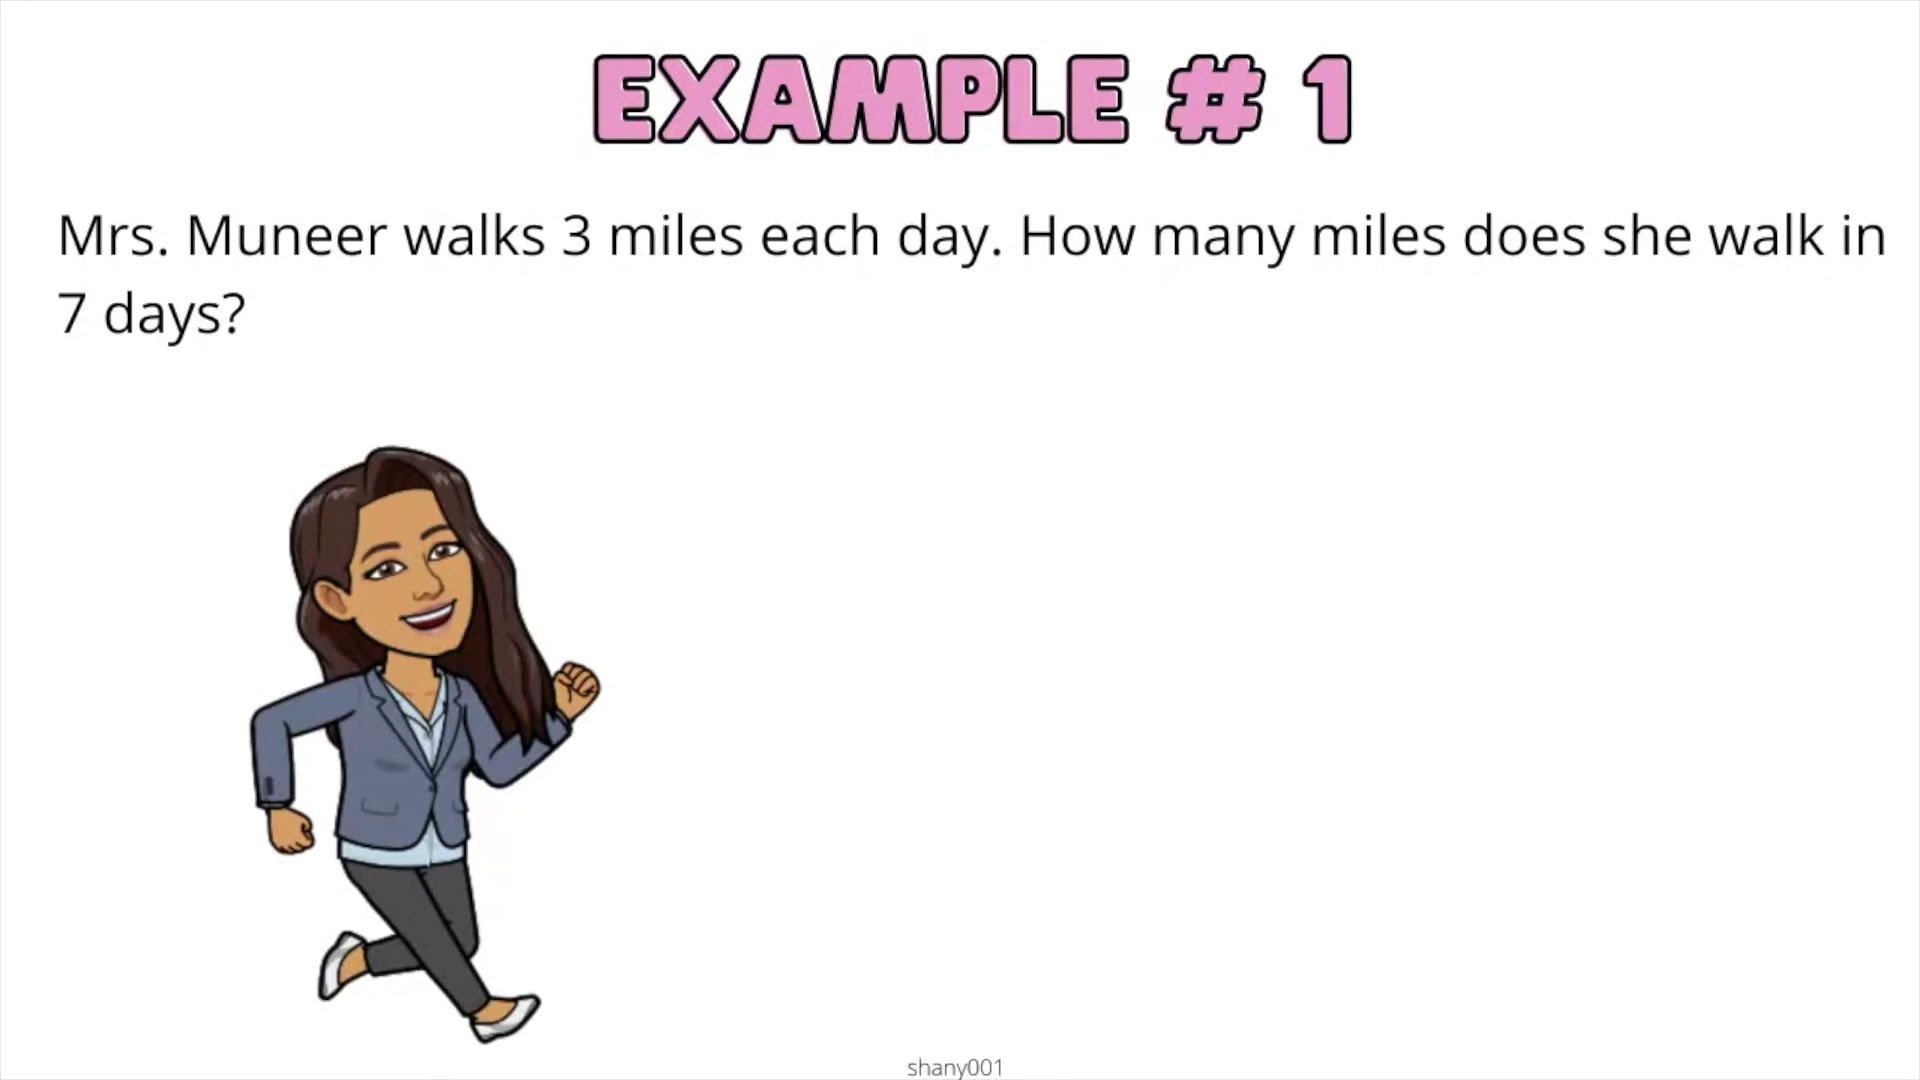 EXAMPLE # 1
Mrs. Muneer walks 3 miles each day. How many miles does she walk in
7 days?
shany001